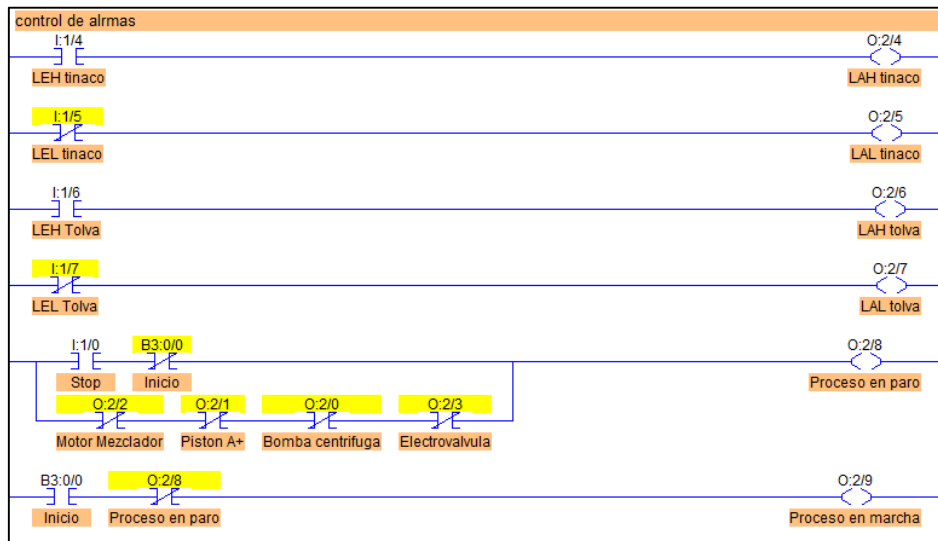 control de alrmas
I:1/4 O:2/4
LEH tinaco LAH tinaco
I:1/5 O:2/5
LEL tinaco LAL tinaco
I:1/6 O:2/6
LEH Tolva LAH tolva
I:1/7 O:2/7
LEL Tolva LAL tolva
I:1/0 B3:0/0 O:2/8
Stop Inicio Proceso en paro
O:2/2 O:2/1 O:2/0 O:2/3
Motor Mezclador Piston A+ Bomba centrifuga Electrovalvula
B3:0/0 O:2/8 O:2/9
Inicio Proceso en paro Proceso en marcha